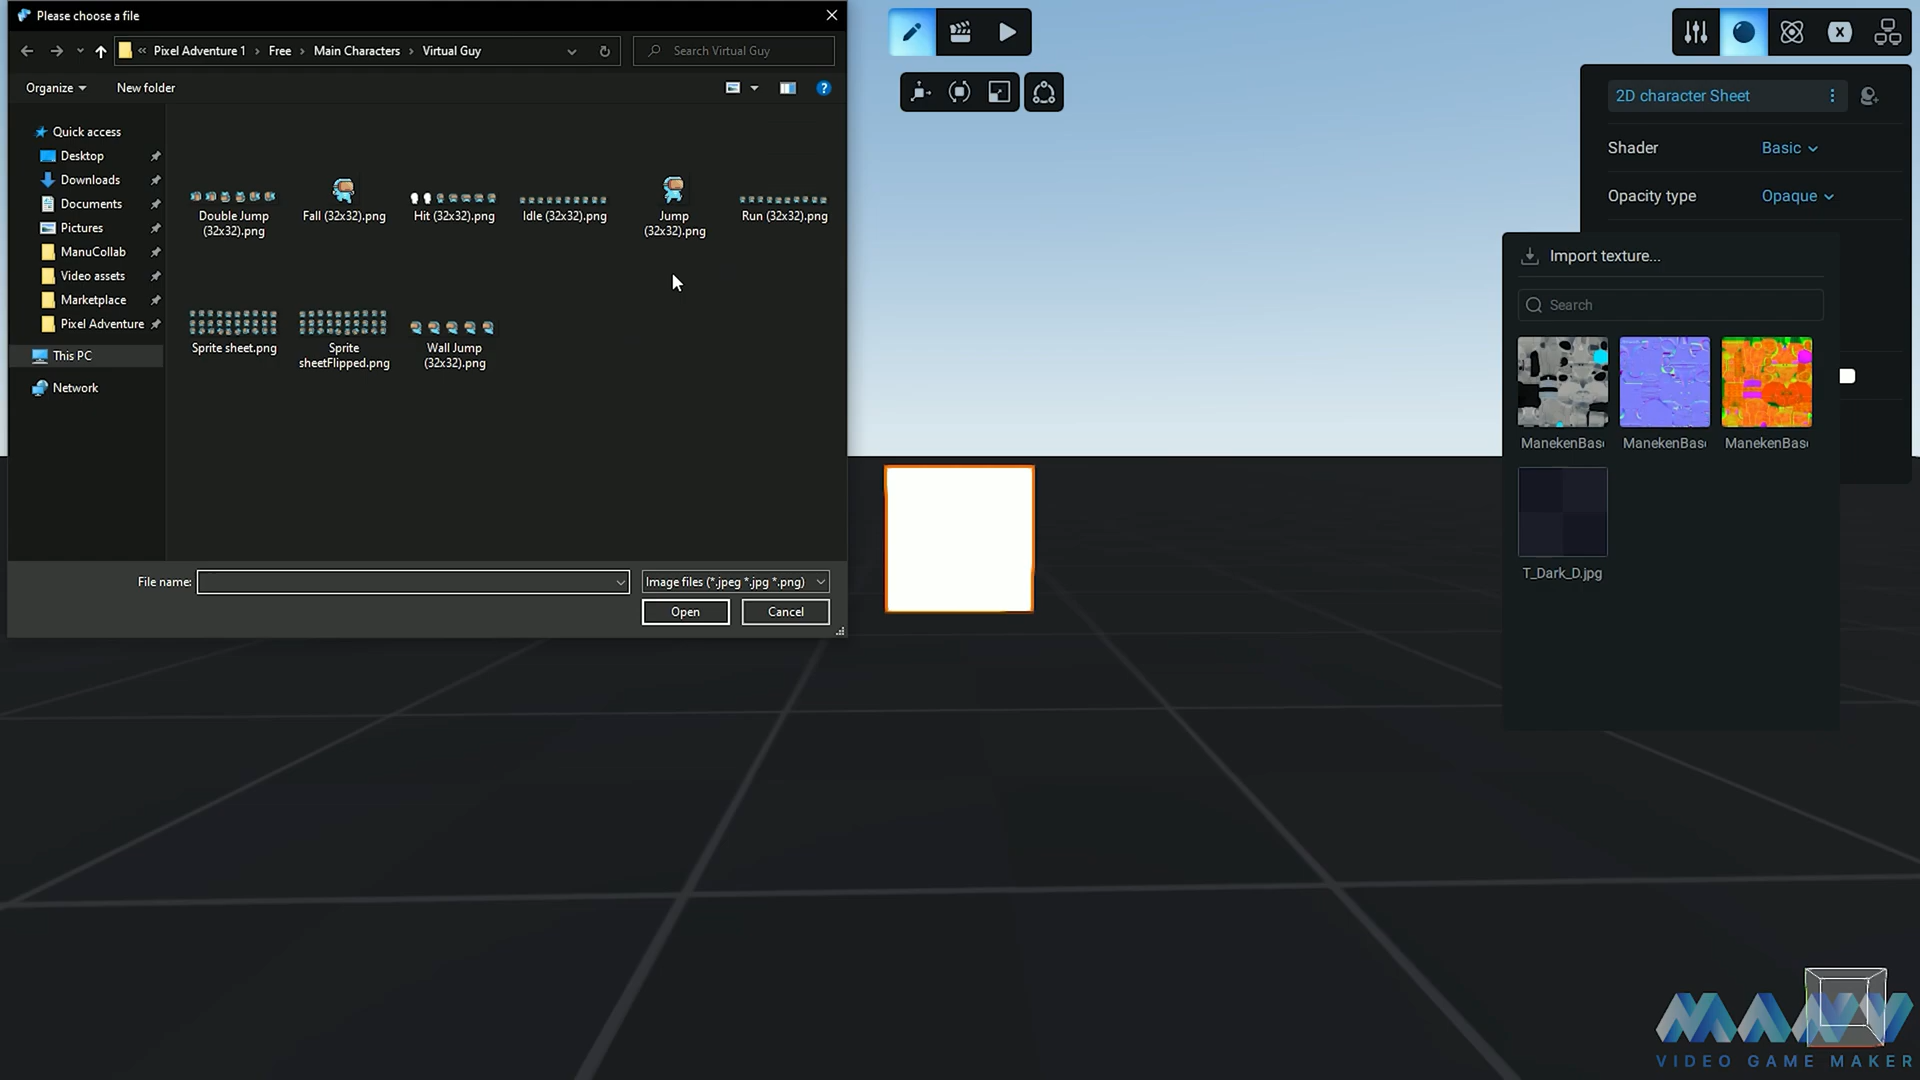 Please choose a file
« Pixel Adventure 1 › Free › Main Characters › Virtual Guy
Search Virtual Guy
Organize
New folder
Quick access
Desktop
Downloads
Documents
Pictures
ManuCollab
Video assets
Marketplace
Pixel Adventure
This PC
Network
Double Jump
(32x32).png
Fall (32x32).png
Hit (32x32).png
Idle (32x32).png
Jump
(32x32).png
Run (32x32).png
Sprite sheet.png
Sprite
sheetFlipped.png
Wall Jump
(32x32).png
File name:
Image files (*.jpeg *.jpg *.png)
Open
Cancel
2D character Sheet
Shader
Basic
Opacity type
Opaque
Import texture...
Search
ManekenBas
ManekenBas
ManekenBas
T_Dark_D.jpg
MANU
VIDEO GAME MAKER